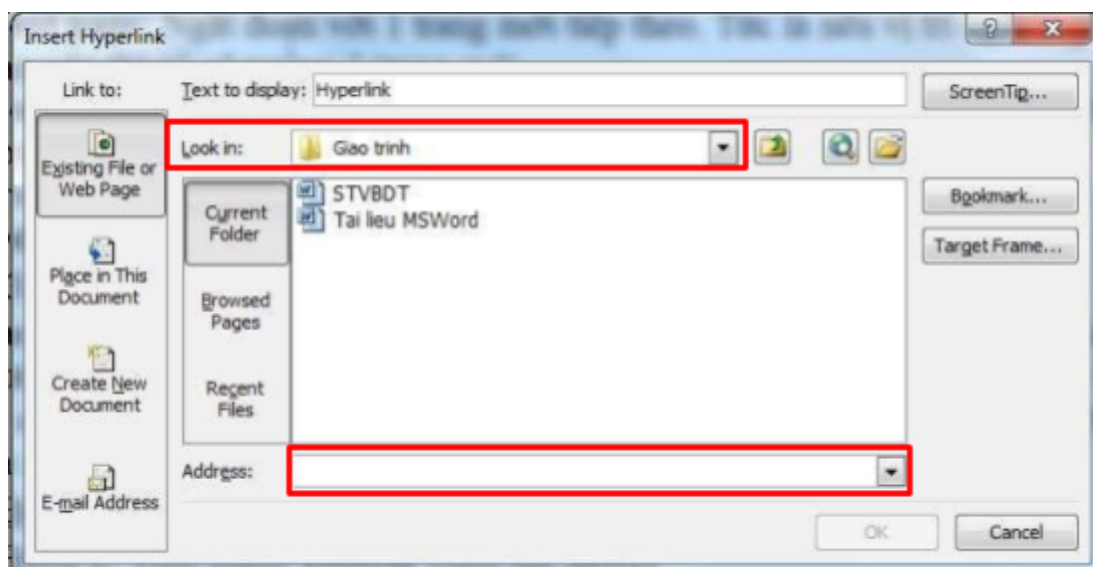 Insert Hyperlink
Link to:
Text to display: Hyperlink
ScreenTip...
Existing File or
Web Page
Look in: Giao trinh
Current
Folder
STVBDT
Tai lieu MSWord
Bookmark...
Target Frame...
Place in This
Document
Browsed
Pages
Create New
Document
Recent
Files
Address:
E-mail Address
OK
Cancel